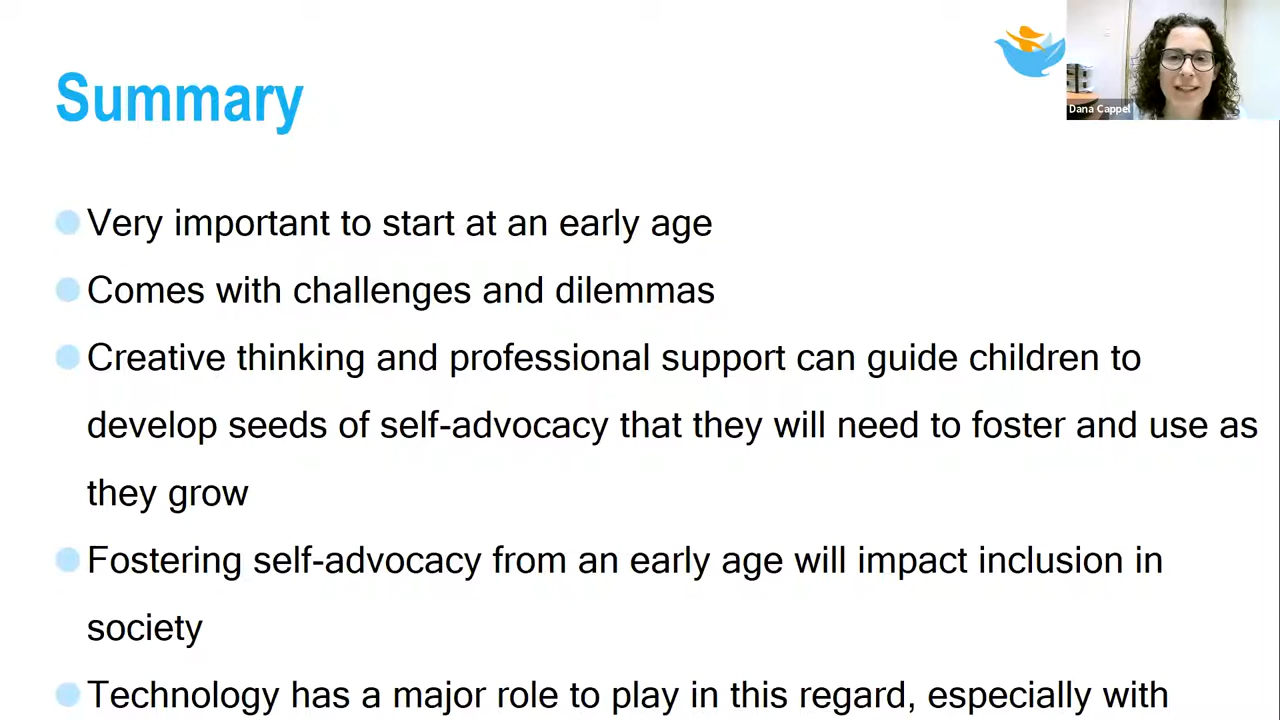 Summary
Dana Cappel
Very important to start at an early age
Comes with challenges and dilemmas
Creative thinking and professional support can guide children to
develop seeds of self-advocacy that they will need to foster and use as
they grow
Fostering self-advocacy from an early age will impact inclusion in
society
Technology has a major role to play in this regard, especially with